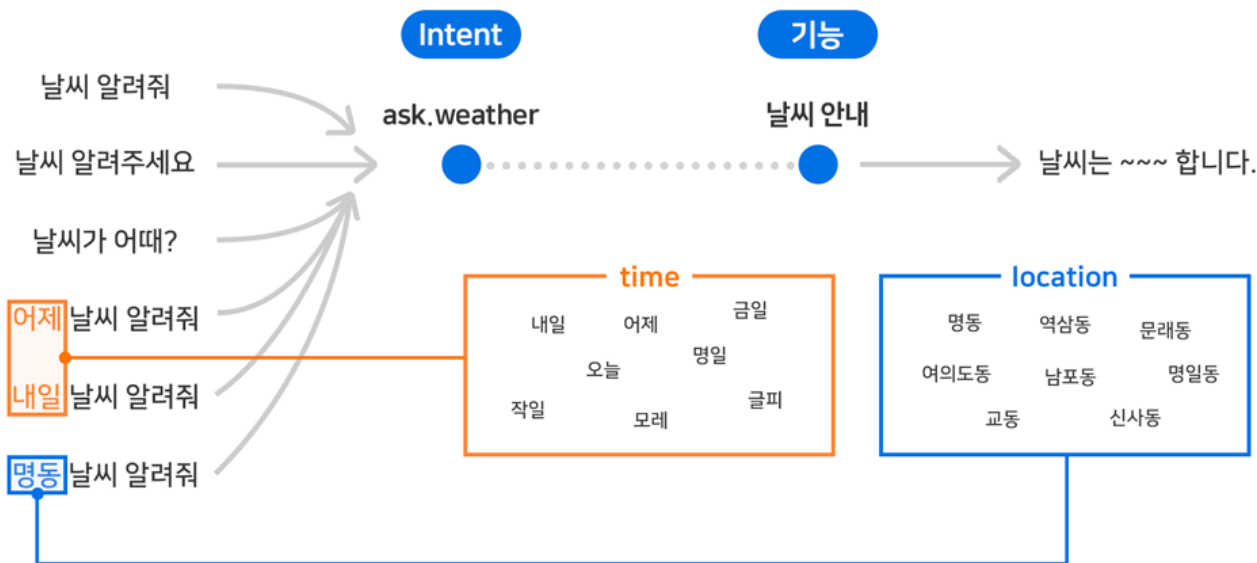 Intent
기능
날씨 알려줘
ask.weather
날씨 안내
날씨 알려주세요
날씨는 ~~~ 합니다.
날씨가 어때?
어제 날씨 알려줘
내일 날씨 알려줘
명동 날씨 알려줘
time
내일 어제 금일
오늘 명일
작일 모레 글피
location
명동 역삼동 문래동
여의도동 남포동 명일동
교동 신사동